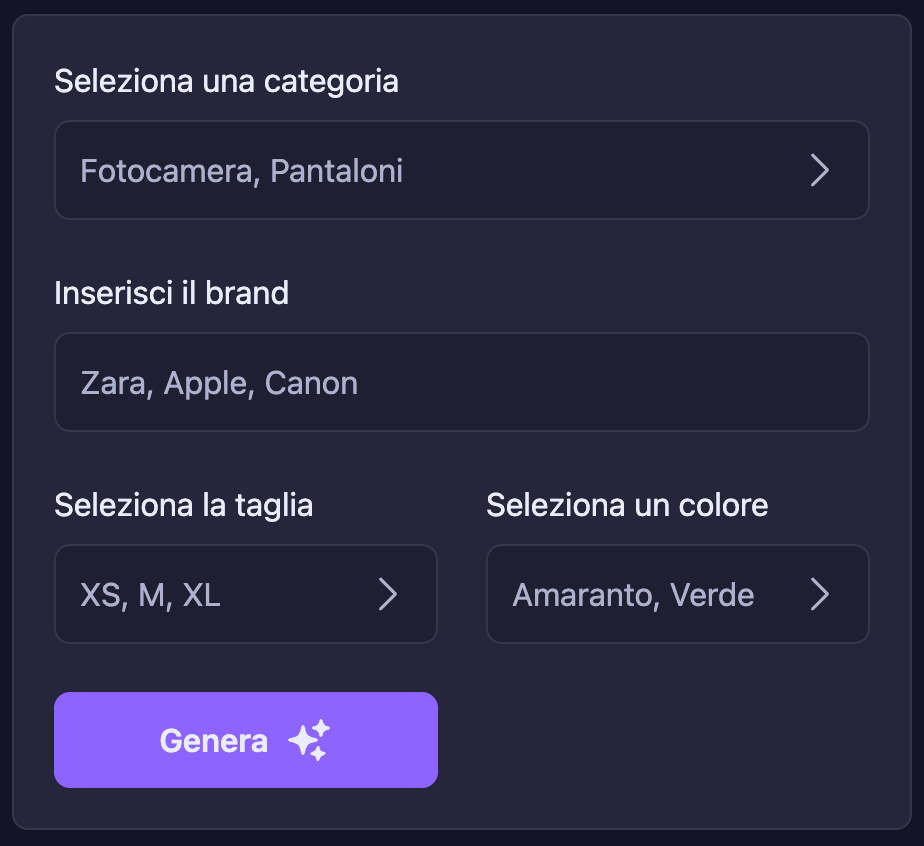 Seleziona una categoria
Fotocamera, Pantaloni
Inserisci il brand
Zara, Apple, Canon
Seleziona la taglia
XS, M, XL
Seleziona un colore
Amaranto, Verde
Genera